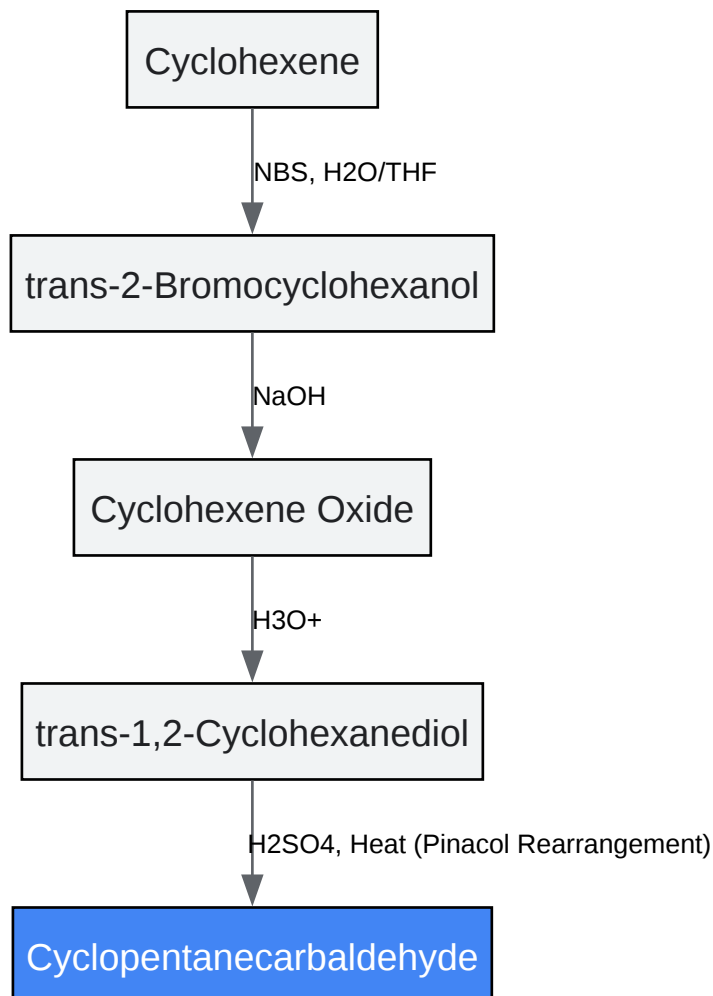 Cyclohexene
NBS, H2O/THF
trans-2-Bromocyclohexanol
NaOH
Cyclohexene Oxide
H3O+
trans-1,2-Cyclohexanediol
H2SO4, Heat (Pinacol Rearrangement)
Cyclopentanecarbaldehyde